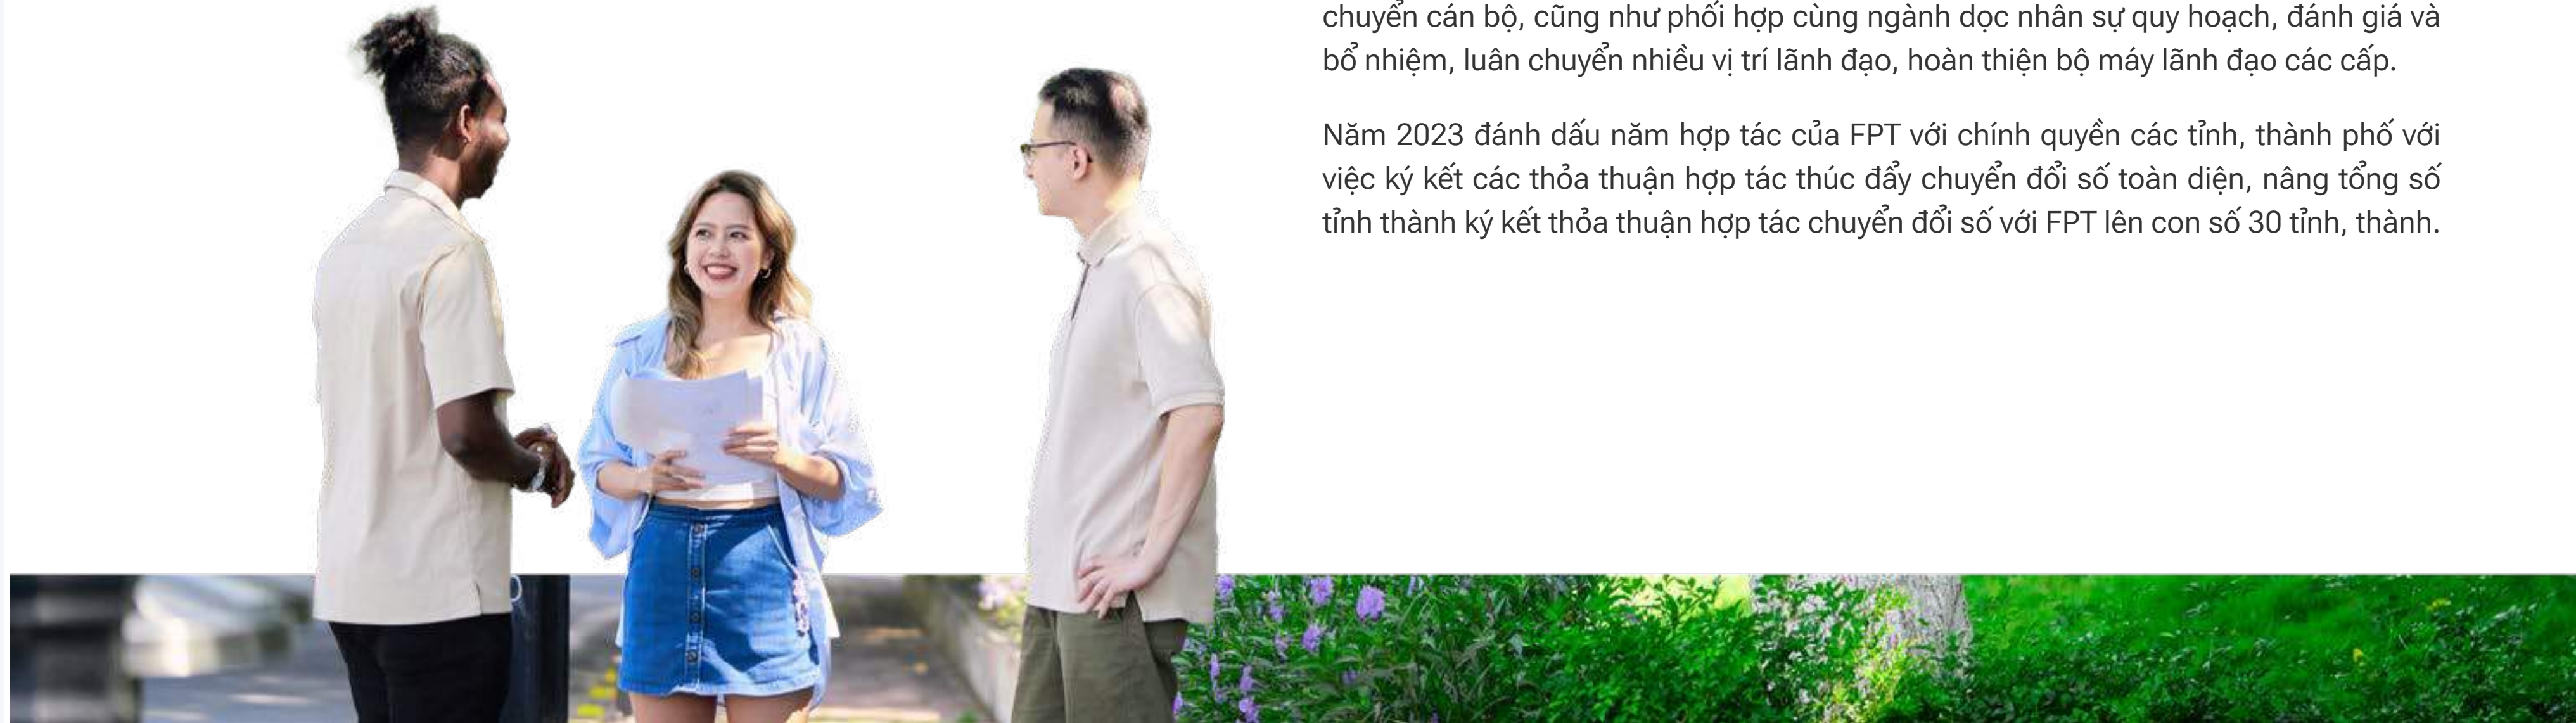 chuyển cán bộ, cũng như phối hợp cùng ngành dọc nhân sự quy hoạch, đánh giá và
bổ nhiệm, luân chuyển nhiều vị trí lãnh đạo, hoàn thiện bộ máy lãnh đạo các cấp.
Năm 2023 đánh dấu năm hợp tác của FPT với chính quyền các tỉnh, thành phố với
việc ký kết các thỏa thuận hợp tác thúc đẩy chuyển đổi số toàn diện, nâng tổng số
tỉnh thành ký kết thỏa thuận hợp tác chuyển đổi số với FPT lên con số 30 tỉnh, thành.